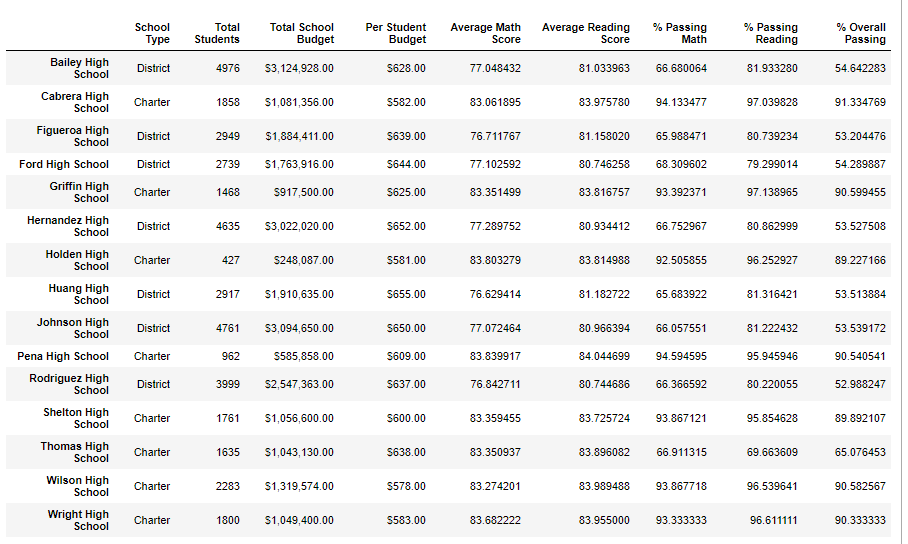 School Type Total Students Total School Budget Per Student Budget Average Math Score Average Reading Score % Passing Math % Passing Reading % Overall Passing
Bailey High School District 4976 $3,124,928.00 $628.00 77.048432 81.033963 66.680064 81.933280 54.642283
Cabrera High School Charter 1858 $1,081,356.00 $582.00 83.061895 83.975780 94.133477 97.039828 91.334769
Figueroa High School District 2949 $1,884,411.00 $639.00 76.711767 81.158020 65.988471 80.739234 53.204476
Ford High School District 2739 $1,763,916.00 $644.00 77.102592 80.746258 68.309602 79.299014 54.289887
Griffin High School Charter 1468 $917,500.00 $625.00 83.351499 83.816757 93.392371 97.138965 90.599455
Hernandez High School District 4635 $3,022,020.00 $652.00 77.289752 80.934412 66.752967 80.862999 53.527508
Holden High School Charter 427 $248,087.00 $581.00 83.803279 83.814988 92.505855 96.252927 89.227166
Huang High School District 2917 $1,910,635.00 $655.00 76.629414 81.182722 65.683922 81.316421 53.513884
Johnson High School District 4761 $3,094,650.00 $650.00 77.072464 80.966394 66.057551 81.222432 53.539172
Pena High School Charter 962 $585,858.00 $609.00 83.839917 84.044699 94.594595 95.945946 90.540541
Rodriguez High School District 3999 $2,547,363.00 $637.00 76.842711 80.744686 66.366592 80.220055 52.988247
Shelton High School Charter 1761 $1,056,600.00 $600.00 83.359455 83.725724 93.867121 95.854628 89.892107
Thomas High School Charter 1635 $1,043,130.00 $638.00 83.350937 83.896082 66.911315 69.663609 65.076453
Wilson High School Charter 2283 $1,319,574.00 $578.00 83.274201 83.989488 93.867718 96.539641 90.582567
Wright High School Charter 1800 $1,049,400.00 $583.00 83.682222 83.955000 93.333333 96.611111 90.333333